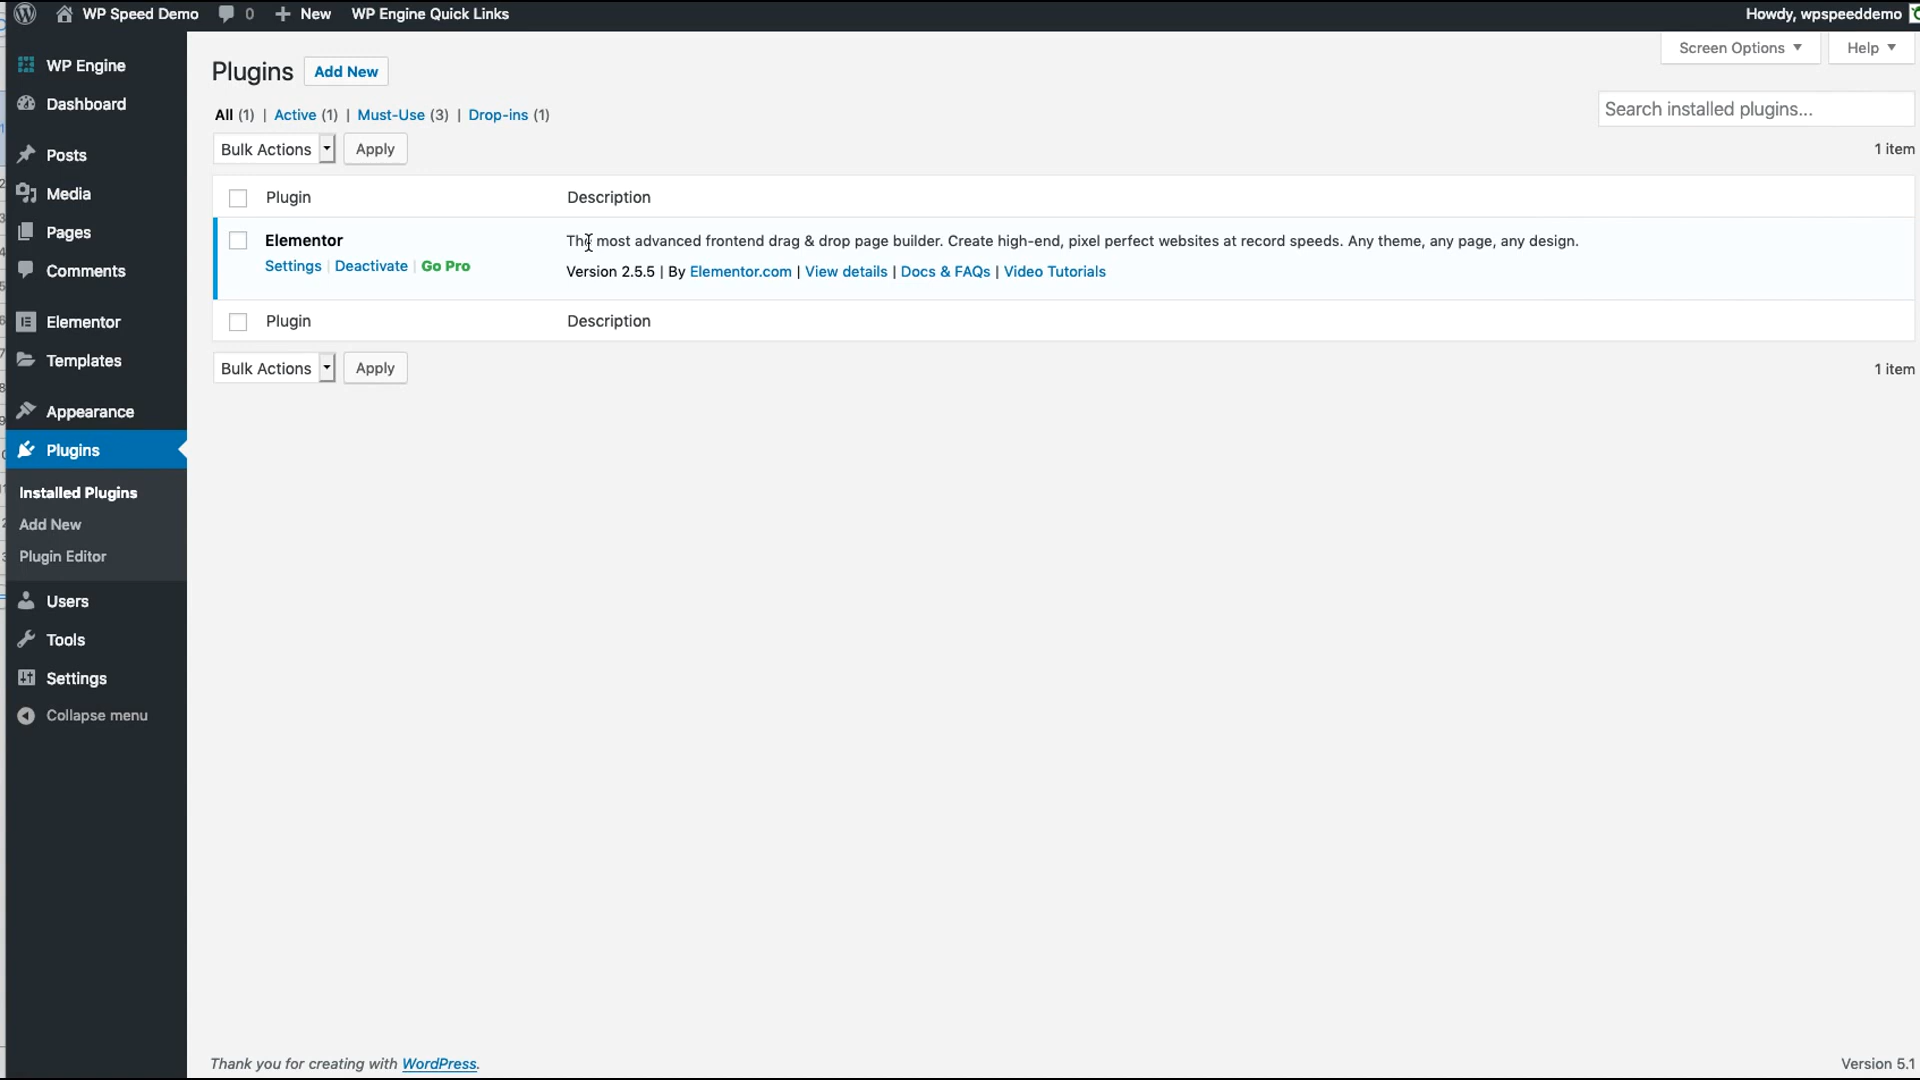 WP Speed Demo 0 New WP Engine Quick Links Howdy, wpspeeddemo
Screen Options Help
WP Engine
Dashboard
Posts
Media
Pages
Comments
Elementor
Templates
Appearance
Plugins
Installed Plugins
Add New
Plugin Editor
Users
Tools
Settings
Collapse menu
Plugins Add New
All (1) | Active (1) | Must-Use (3) | Drop-ins (1)
Search installed plugins...
Bulk Actions Apply 1 item
Plugin Description
Elementor The most advanced frontend drag & drop page builder. Create high-end, pixel perfect websites at record speeds. Any theme, any page, any design.
Settings | Deactivate | Go Pro Version 2.5.5 | By Elementor.com | View details | Docs & FAQs | Video Tutorials
Plugin Description
Bulk Actions Apply 1 item
Thank you for creating with WordPress. Version 5.1